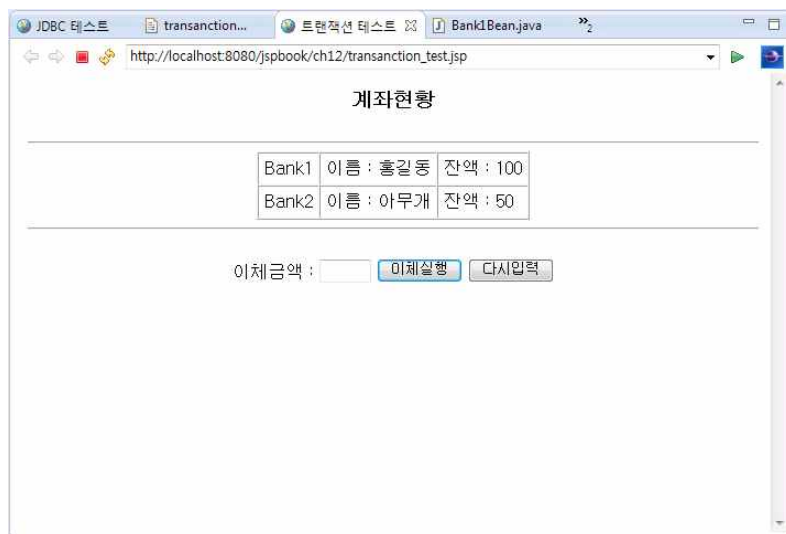 JDBC 테스트 transanction... 트랜잭션 테스트 Bank1Bean.java »2
http://localhost:8080/jspbook/ch12/transanction_test.jsp
계좌현황
Bank1 이름 : 홍길동 잔액 : 100
Bank2 이름 : 아무개 잔액 : 50
이체금액 : 이체실행 다시입력